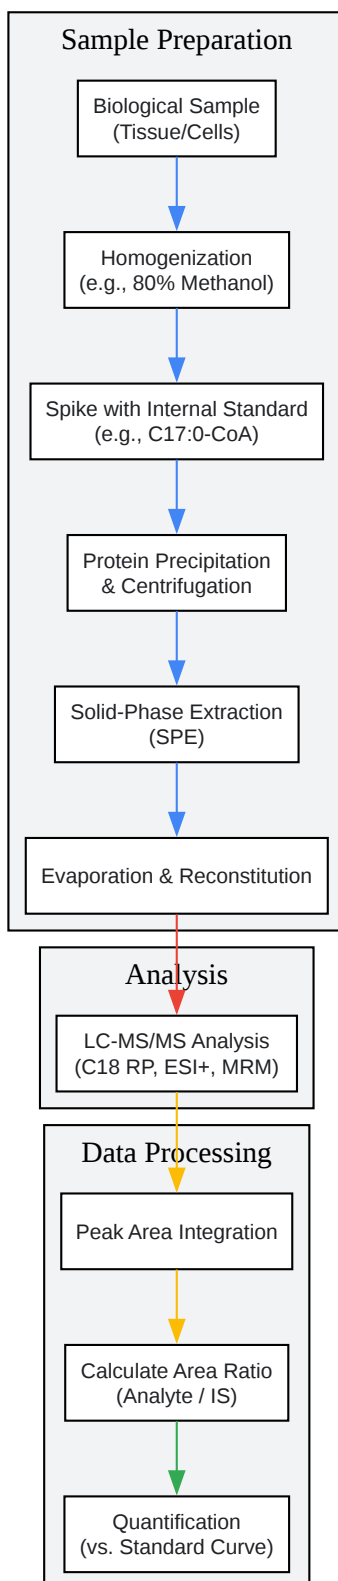 Sample Preparation
Biological Sample
(Tissue/Cells)
Homogenization
(e.g., 80% Methanol)
Spike with Internal Standard
(e.g., C17:0-CoA)
Protein Precipitation
& Centrifugation
Solid-Phase Extraction
(SPE)
Evaporation & Reconstitution
Analysis
LC-MS/MS Analysis
(C18 RP, ESI+, MRM)
Data Processing
Peak Area Integration
Calculate Area Ratio
(Analyte / IS)
Quantification
(vs. Standard Curve)